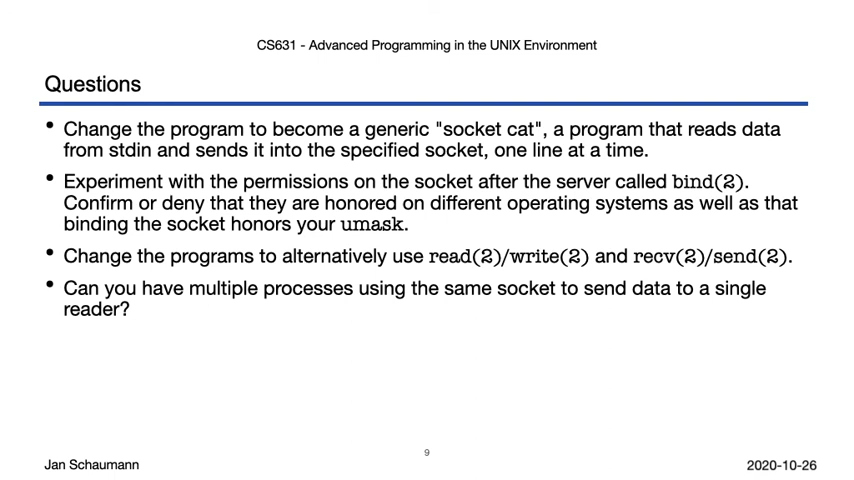 CS631 - Advanced Programming in the UNIX Environment
Questions
• Change the program to become a generic "socket cat", a program that reads data
from stdin and sends it into the specified socket, one line at a time.
• Experiment with the permissions on the socket after the server called bind(2).
Confirm or deny that they are honored on different operating systems as well as that
binding the socket honors your umask.
• Change the programs to alternatively use read(2)/write(2) and recv(2)/send(2).
• Can you have multiple processes using the same socket to send data to a single
reader?
9
Jan Schaumann
2020-10-26